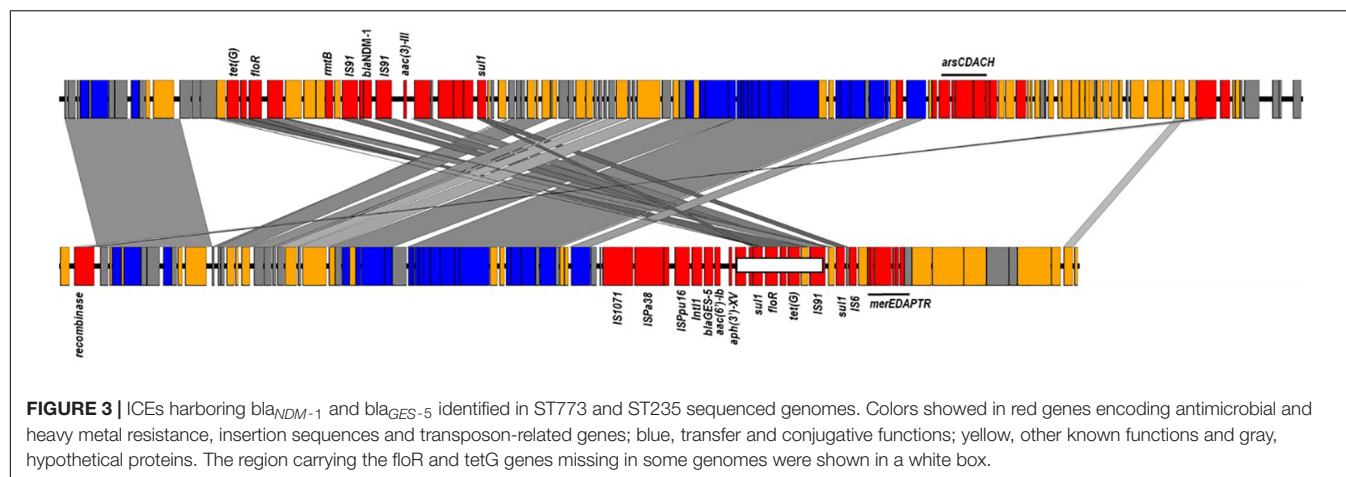 tet(G)
floR
rmtB
IS91
blaNDM-1
IS91
aac(3)-III
sul1
arsCDACH
recombinase
IS1071
ISPa38
ISPpu16
IntI1
blaGES-5
aac(6')-Ib
aph(3')-XV
sul1
floR
tet(G)
IS91
sul1
IS6
merEDAPTR
FIGURE 3 | ICEs harboring blaNDM-1 and blaGES-5 identified in ST773 and ST235 sequenced genomes. Colors showed in red genes encoding antimicrobial and
heavy metal resistance, insertion sequences and transposon-related genes; blue, transfer and conjugative functions; yellow, other known functions and gray,
hypothetical proteins. The region carrying the floR and tetG genes missing in some genomes were shown in a white box.